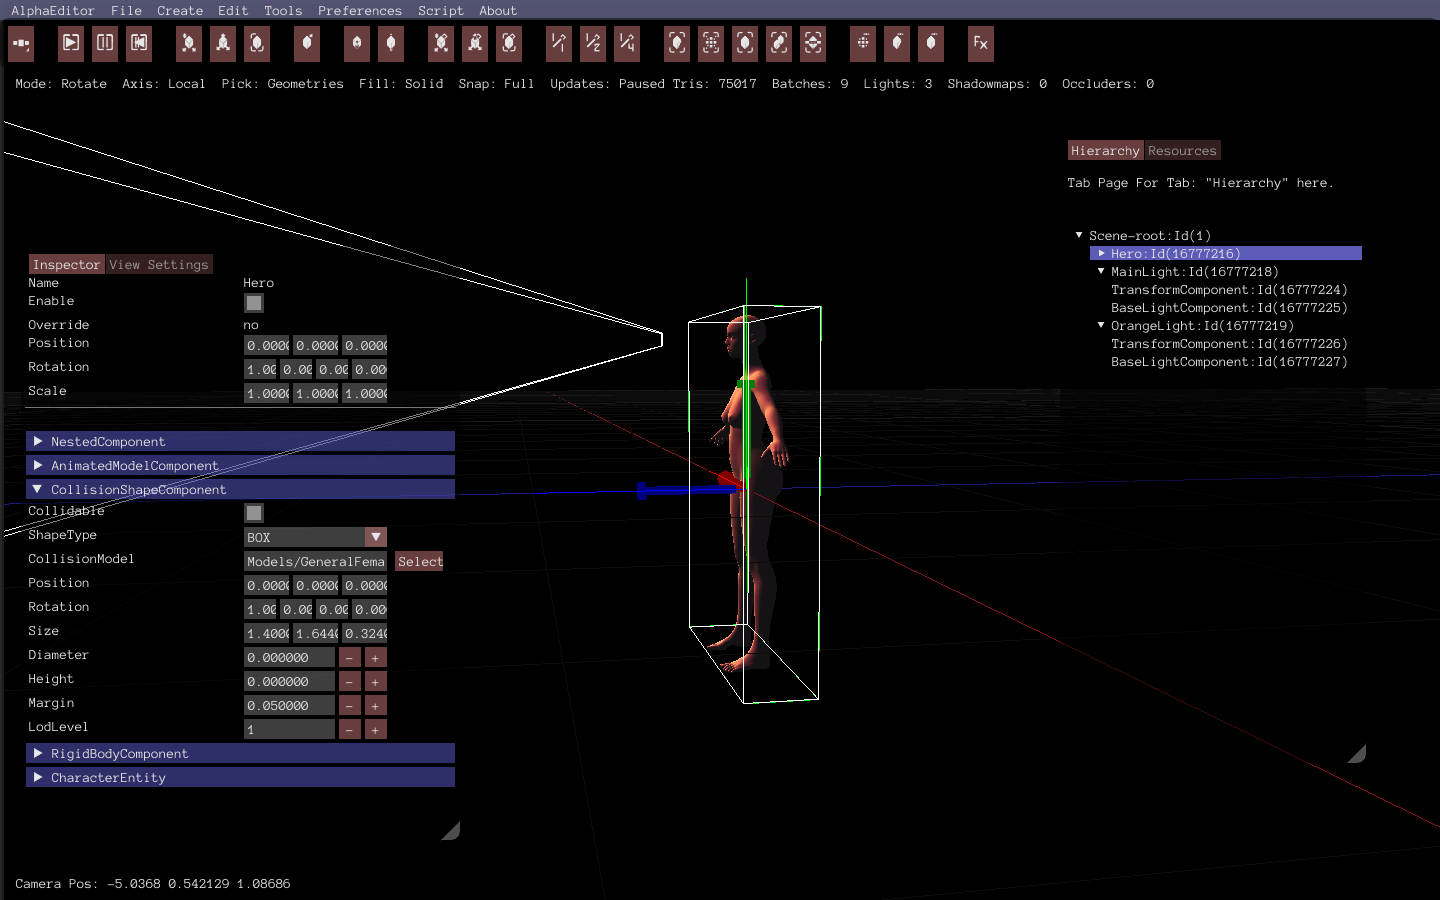 AlphaEditor File Create Edit Tools Preferences Script About
1/1 1/2 1/4 Fx
Mode: Rotate Axis: Local Pick: Geometries Fill: Solid Snap: Full Updates: Paused Tris: 75017 Batches: 9 Lights: 3 Shadowmaps: 0 Occluders: 0
Hierarchy Resources
Tab Page For Tab: "Hierarchy" here.
Scene-root:Id(1)
Hero:Id(16777216)
MainLight:Id(16777218)
TransformComponent:Id(16777224)
BaseLightComponent:Id(16777225)
OrangeLight:Id(16777219)
TransformComponent:Id(16777226)
BaseLightComponent:Id(16777227)
Inspector View Settings
Name Hero
Enable
Override no
Position 0.0000 0.0000 0.0000
Rotation 1.00 0.00 0.00 0.00
Scale 1.0000 1.0000 1.0000
NestedComponent
AnimatedModelComponent
CollisionShapeComponent
Collidable
ShapeType BOX
CollisionModel Models/GeneralFema Select
Position 0.0000 0.0000 0.0000
Rotation 1.00 0.00 0.00 0.00
Size 1.4000 1.6440 0.3240
Diameter 0.000000 - +
Height 0.000000 - +
Margin 0.050000 - +
LodLevel 1 - +
RigidBodyComponent
CharacterEntity
Camera Pos: -5.0368 0.542129 1.08686